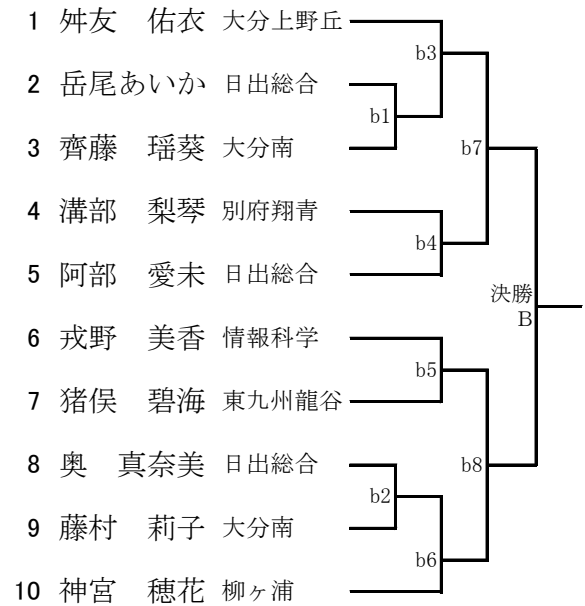 1 舛友 佑衣 大分上野丘
b3
2 岳尾あいか 日出総合
b1
3 齊藤 瑶葵 大分南
b7
4 溝部 梨琴 別府翔青
b4
5 阿部 愛未 日出総合
決勝
B
6 戎野 美香 情報科学
b5
7 猪俣 碧海 東九州龍谷
8 奥 真奈美 日出総合
b8
b2
9 藤村 莉子 大分南
b6
10 神宮 穂花 柳ヶ浦